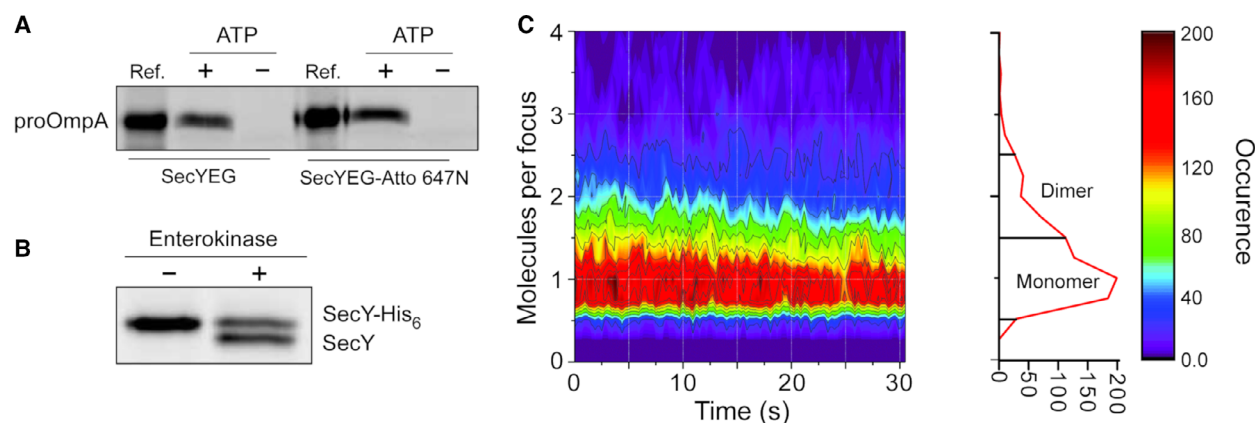 A
ATP
ATP
Ref. + − Ref. + −
proOmpA
SecYEG
SecYEG-Atto 647N
B
Enterokinase
− +
SecY-His6
SecY
C
Molecules per focus
4
3
2
1
0
0 10 20 30
Time (s)
Dimer
Monomer
0 50 100 150 200
200
160
120
80
40
0.0
Occurence